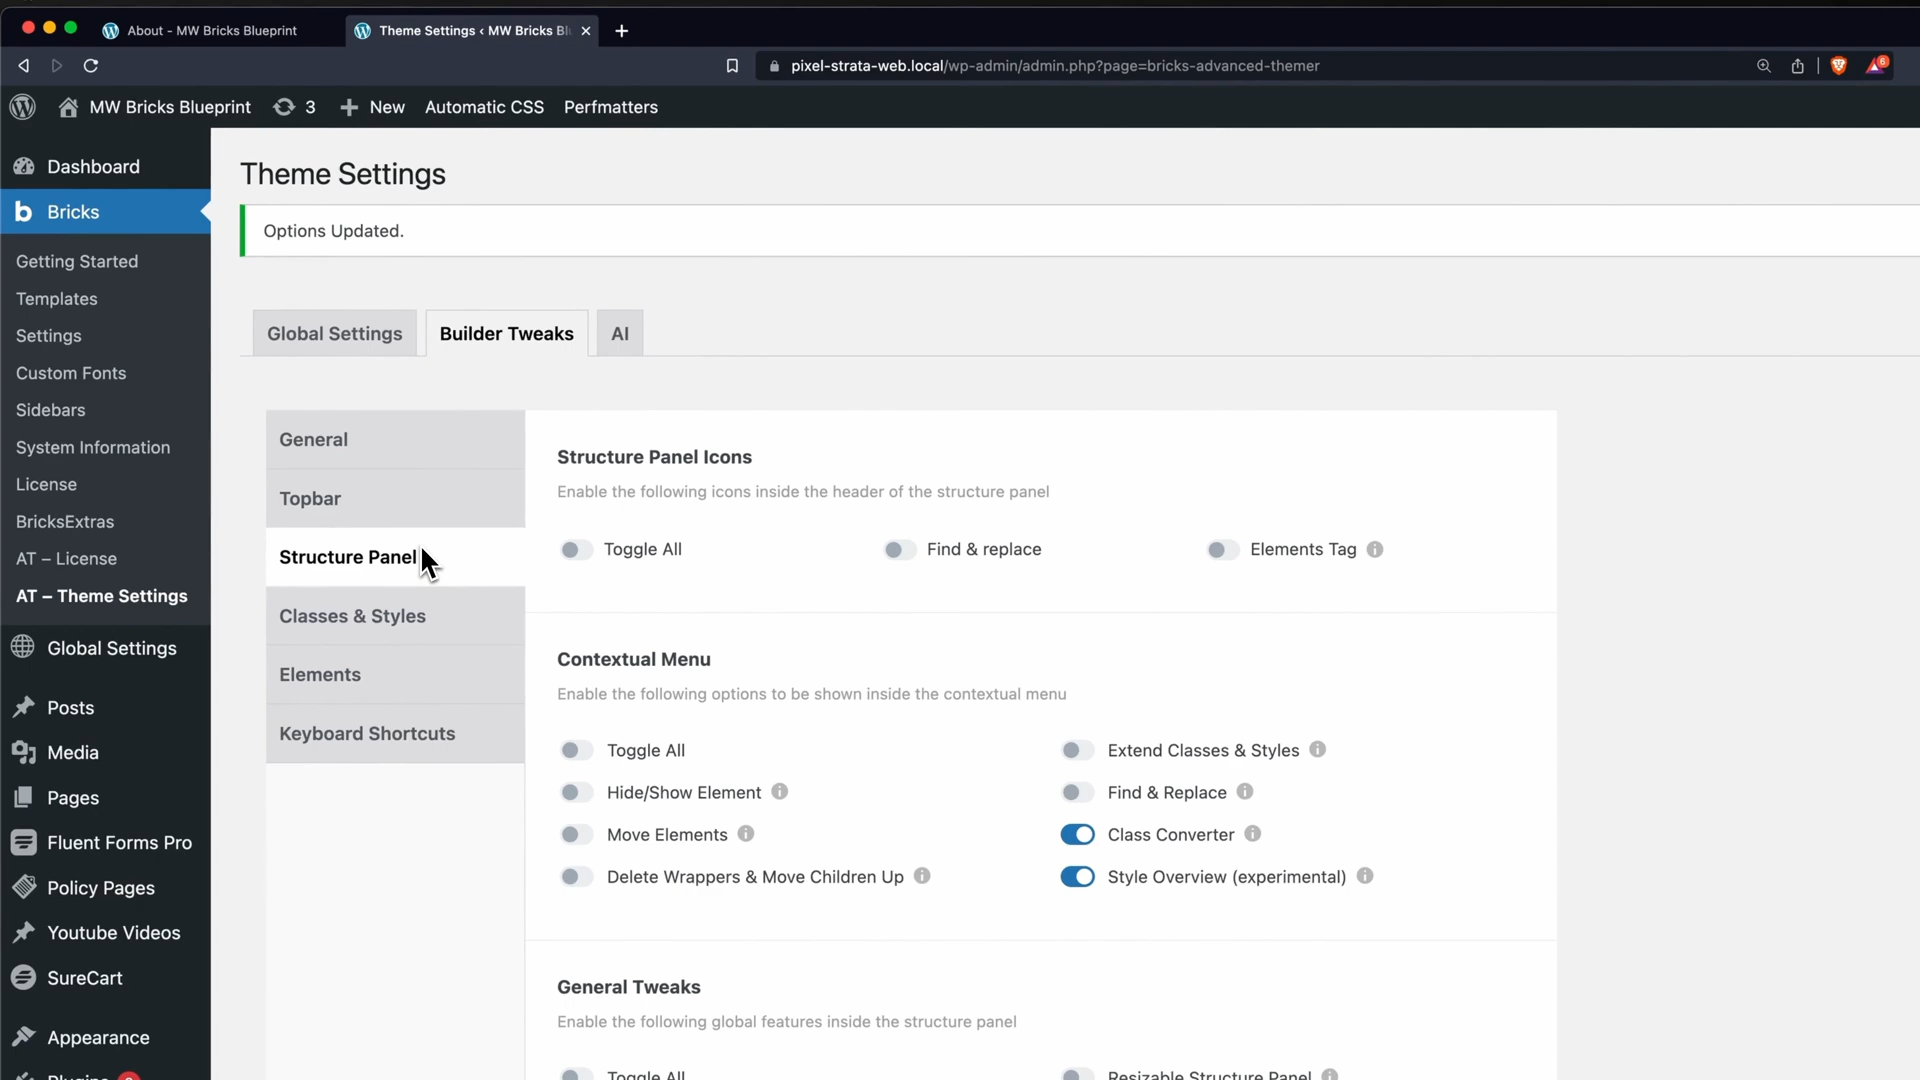 About - MW Bricks Blueprint
Theme Settings ‹ MW Bricks Bl
pixel-strata-web.local/wp-admin/admin.php?page=bricks-advanced-themer
6
MW Bricks Blueprint
3
New
Automatic CSS
Perfmatters
Dashboard
Bricks
Getting Started
Templates
Settings
Custom Fonts
Sidebars
System Information
License
BricksExtras
AT – License
AT – Theme Settings
Global Settings
Posts
Media
Pages
Fluent Forms Pro
Policy Pages
Youtube Videos
SureCart
Appearance
Plugins
Theme Settings
Options Updated.
Global Settings
Builder Tweaks
AI
General
Topbar
Structure Panel
Classes & Styles
Elements
Keyboard Shortcuts
Structure Panel Icons
Enable the following icons inside the header of the structure panel
Toggle All
Find & replace
Elements Tag
Contextual Menu
Enable the following options to be shown inside the contextual menu
Toggle All
Extend Classes & Styles
Hide/Show Element
Find & Replace
Move Elements
Class Converter
Delete Wrappers & Move Children Up
Style Overview (experimental)
General Tweaks
Enable the following global features inside the structure panel
Toggle All
Resizable Structure Panel